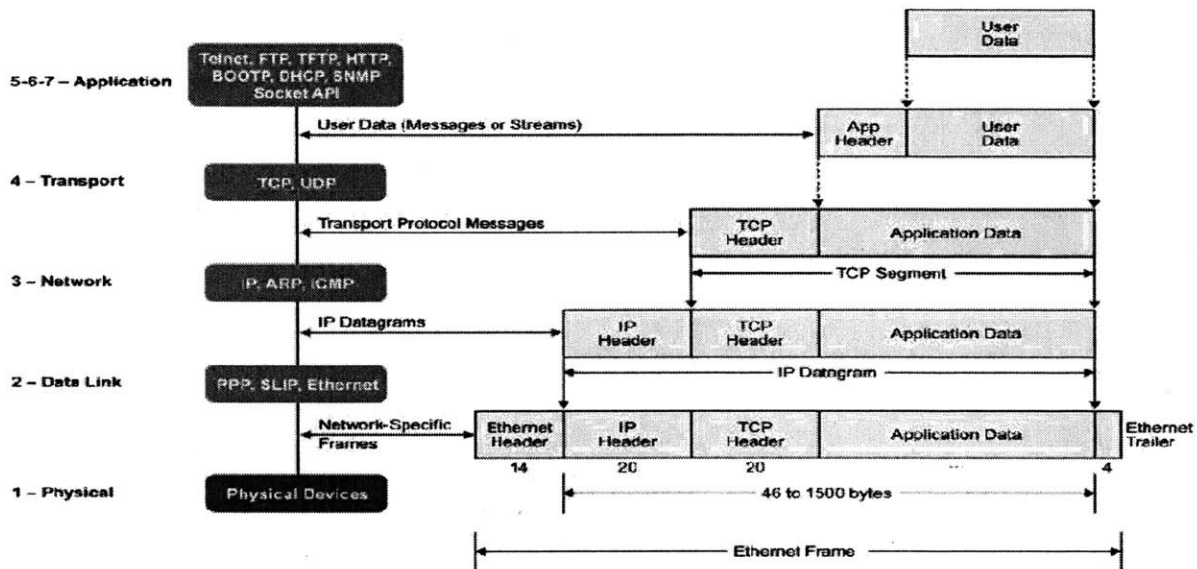 User
Data
Telnet, FTP, TFTP, HTTP,
BOOTP, DHCP, SNMP
Socket API
5-6-7 – Application
User Data (Messages or Streams)
App
Header
User
Data
4 – Transport
TCP, UDP
Transport Protocol Messages
TCP
Header
Application Data
TCP Segment
3 – Network
IP, ARP, ICMP
IP Datagrams
IP
Header
TCP
Header
Application Data
IP Datagram
2 – Data Link
PPP, SLIP, Ethernet
Network-Specific
Frames
Ethernet
Header
IP
Header
TCP
Header
Application Data
Ethernet
Trailer
14
20
20
4
1 – Physical
Physical Devices
46 to 1500 bytes
Ethernet Frame